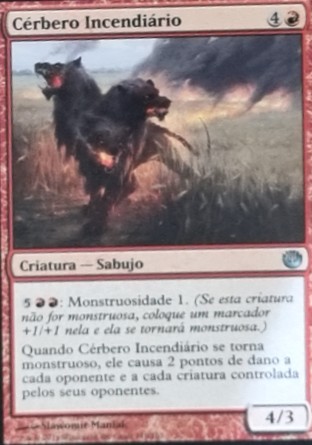 Cérbero Incendiário 4
Criatura — Sabujo
5: Monstruosidade 1. (Se esta criatura
não for monstruosa, coloque um marcador
+1/+1 nela e ela se tornará monstruosa.)
Quando Cérbero Incendiário se torna
monstruoso, ele causa 2 pontos de dano a
cada oponente e a cada criatura controlada
pelos seus oponentes.
Slawomir Maniak
4/3